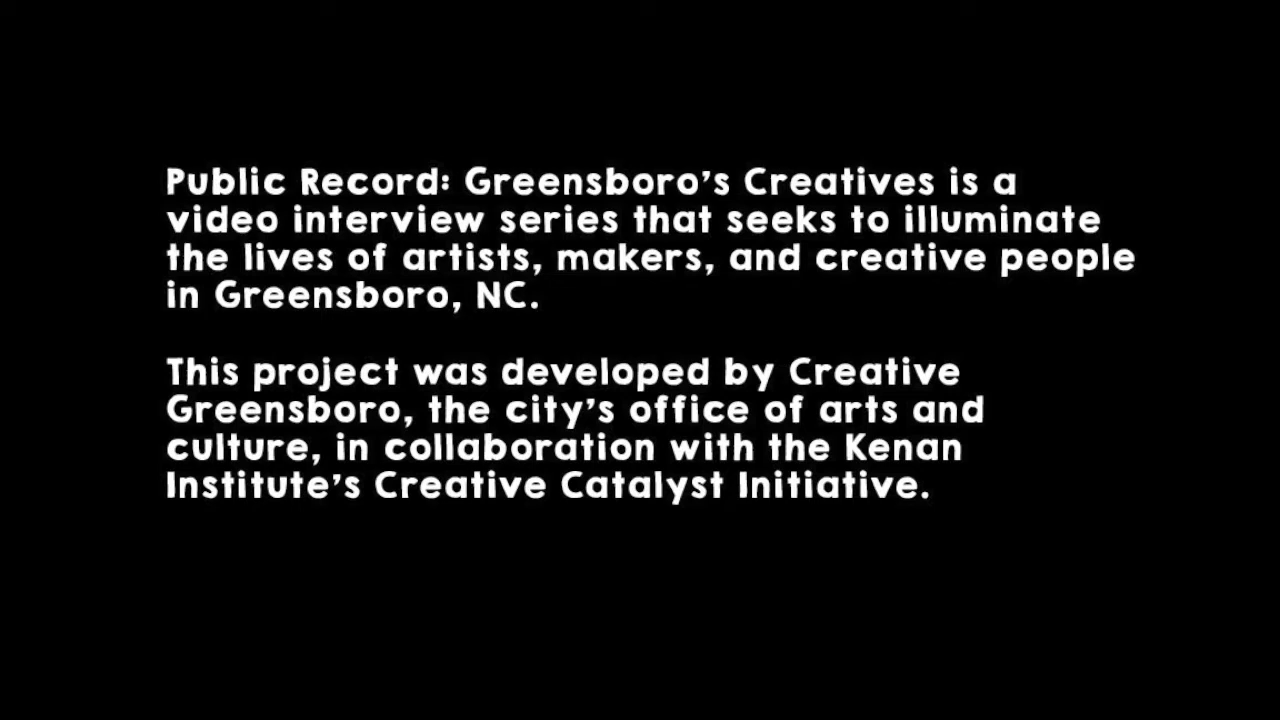 Public Record: Greensboro’s Creatives is a
video interview series that seeks to illuminate
the lives of artists, makers, and creative people
in Greensboro, NC.
This project was developed by Creative
Greensboro, the city’s office of arts and
culture, in collaboration with the Kenan
Institute’s Creative Catalyst Initiative.